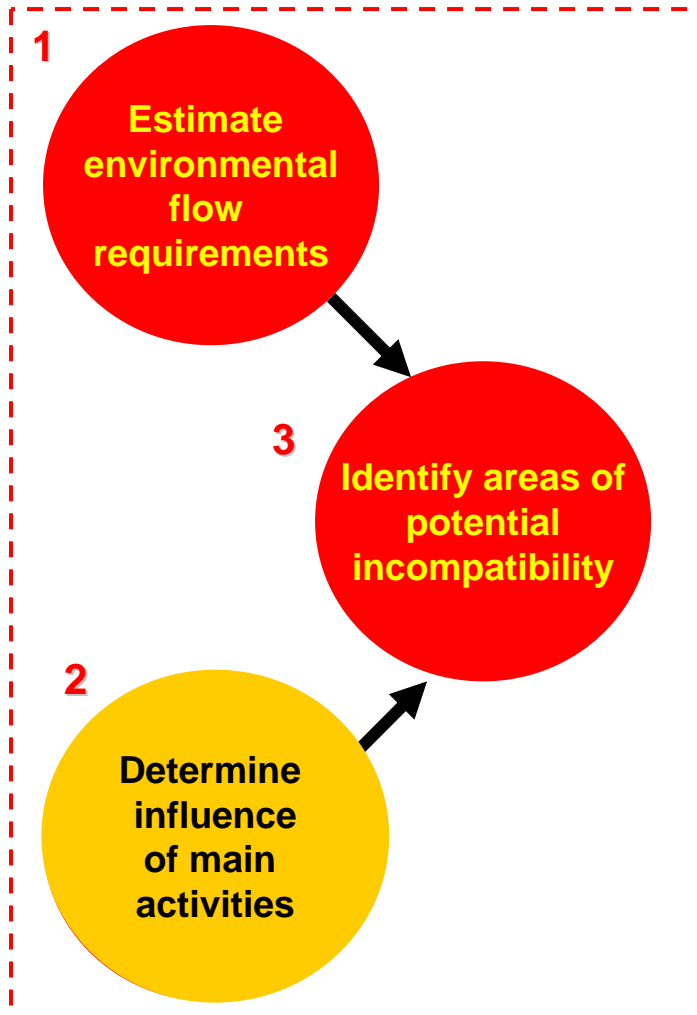 1
Estimate
environmental
flow
requirements
3
Identify areas of
potential
incompatibility
2
Determine
influence
of main
activities